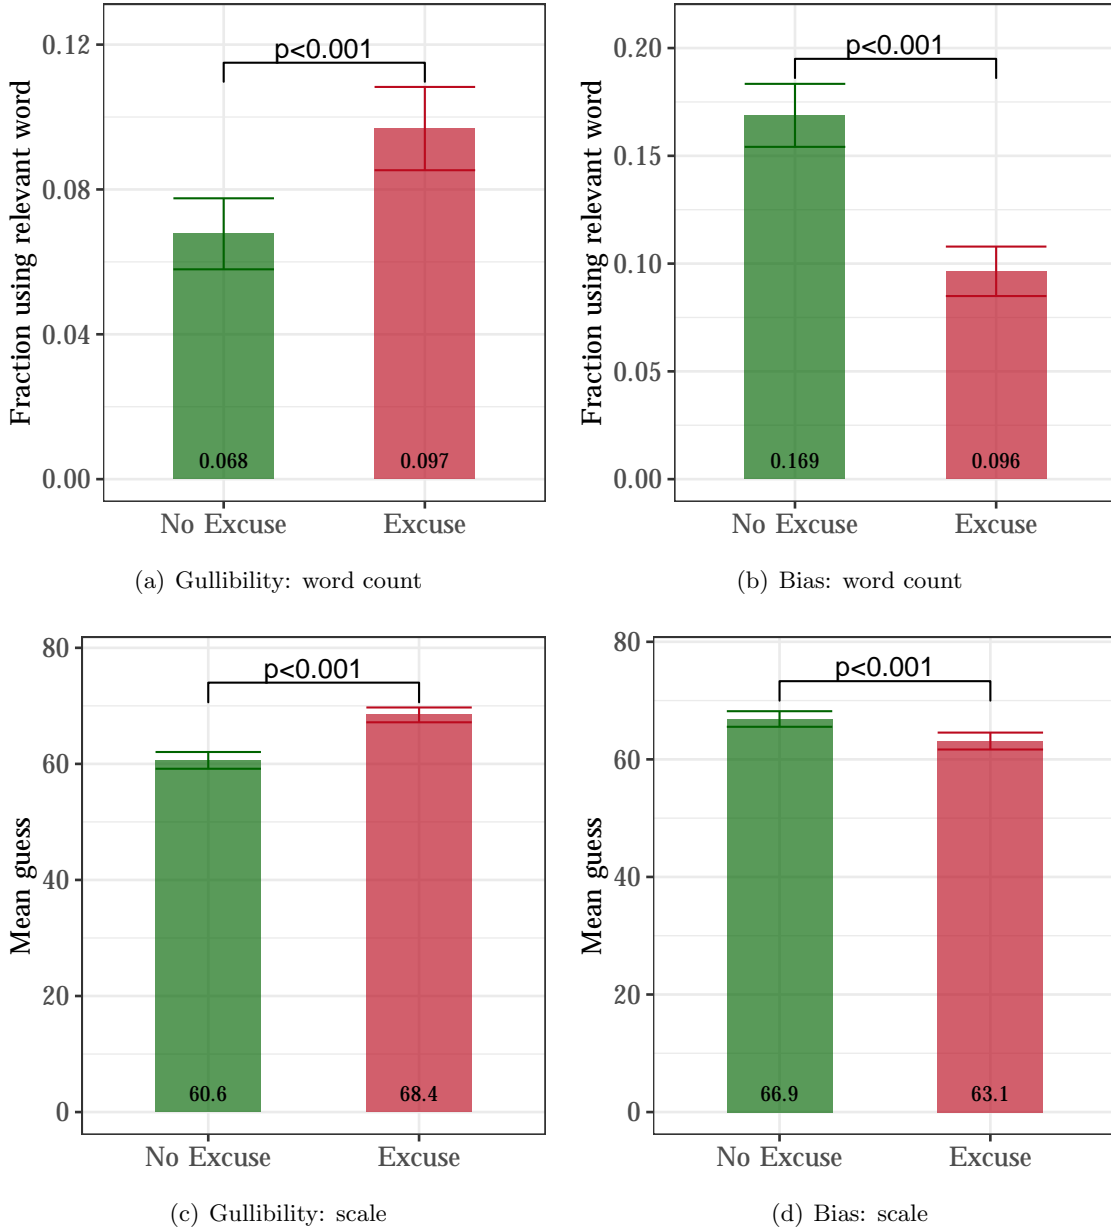 0.12
0.08
0.04
0.00
Fraction using relevant word
p<0.001
0.068
0.097
No Excuse
Excuse
(a) Gullibility: word count
0.20
0.15
0.10
0.05
0.00
Fraction using relevant word
p<0.001
0.169
0.096
No Excuse
Excuse
(b) Bias: word count
80
60
40
20
0
Mean guess
p<0.001
60.6
68.4
No Excuse
Excuse
(c) Gullibility: scale
80
60
40
20
0
Mean guess
p<0.001
66.9
63.1
No Excuse
Excuse
(d) Bias: scale